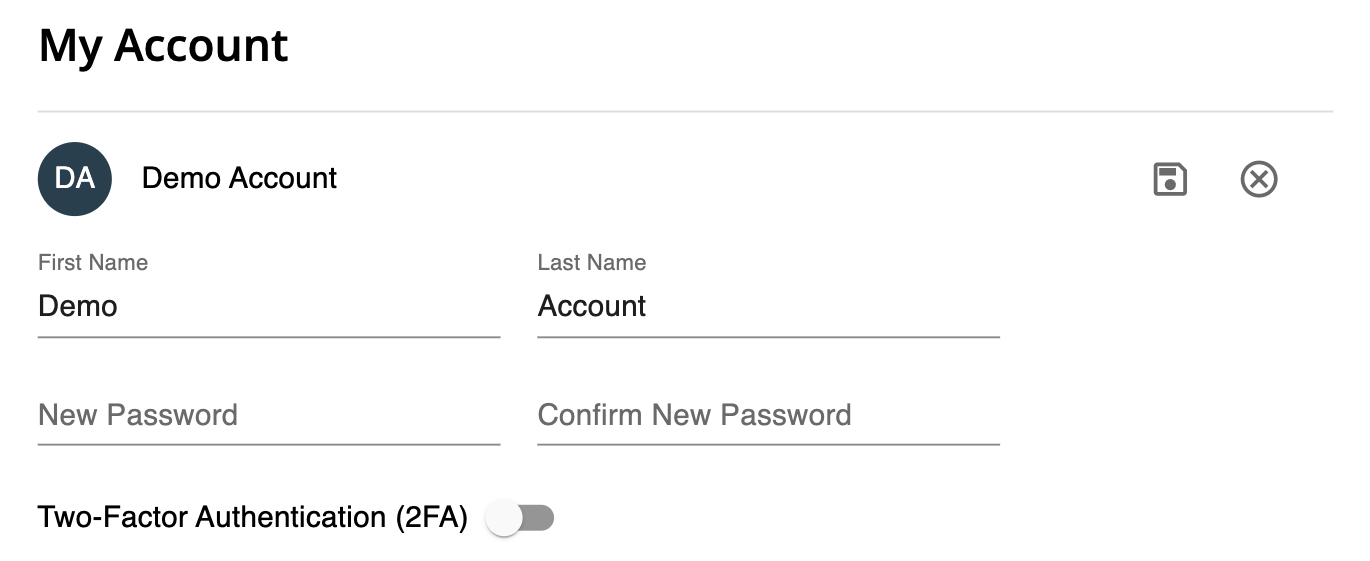 My Account
DA Demo Account
First Name Last Name
Demo Account
New Password Confirm New Password
Two-Factor Authentication (2FA)